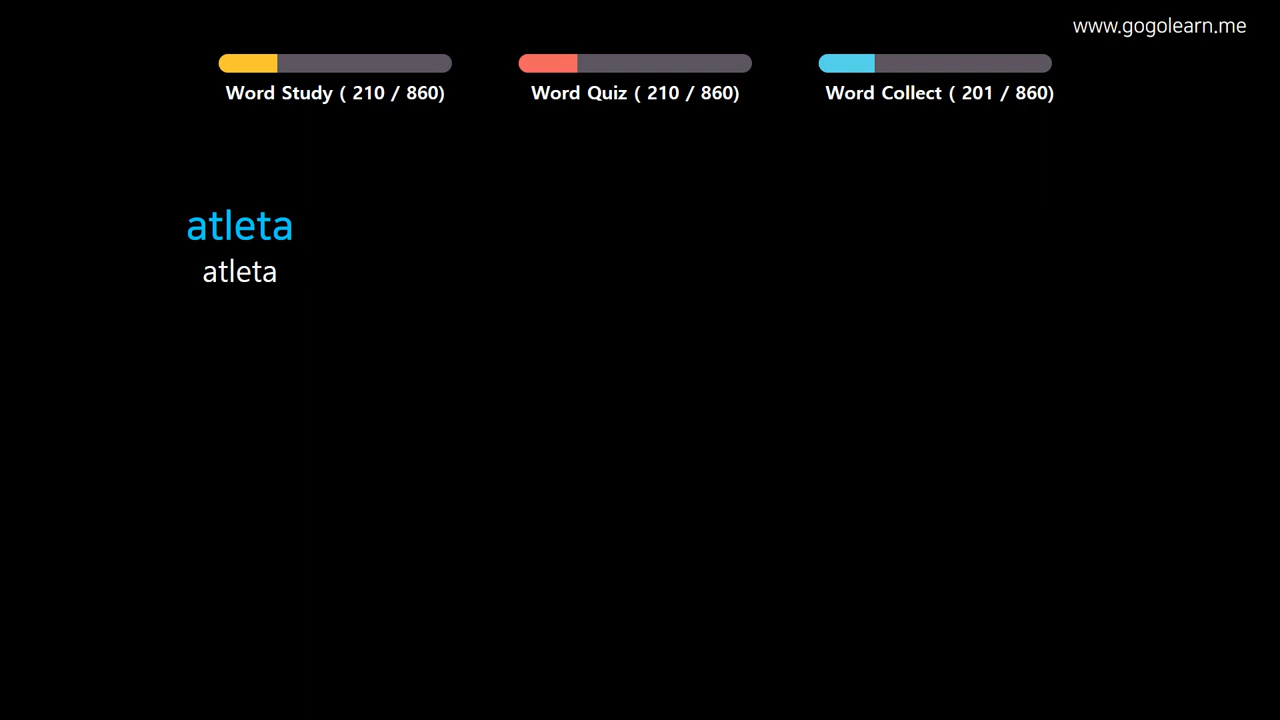 www.gogolearn.me
Word Study ( 210 / 860)
Word Quiz ( 210 / 860)
Word Collect ( 201 / 860)
atleta
atleta